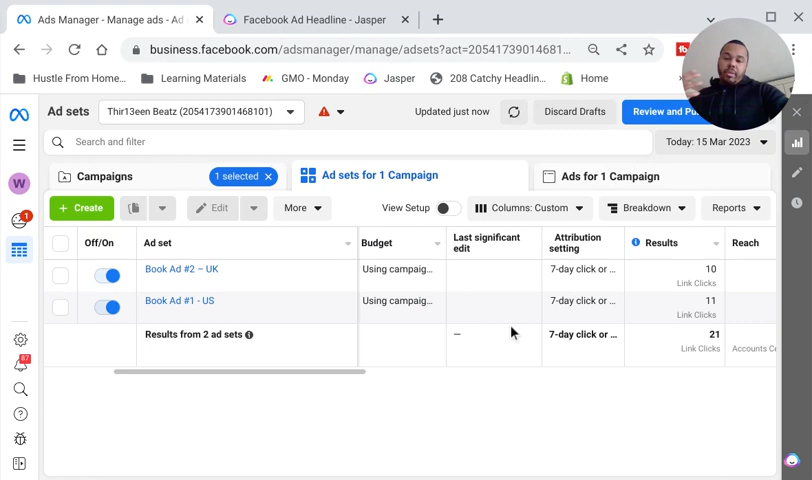 Ads Manager - Manage ads - Ad
Facebook Ad Headline - Jasper
business.facebook.com/adsmanager/manage/adsets?act=20541739014681...
Hustle From Home...
Learning Materials
GMO - Monday
Jasper
208 Catchy Headlin...
Home
Ad sets
Thir13een Beatz (2054173901468101)
Updated just now
Discard Drafts
Review and Pu
Search and filter
Today: 15 Mar 2023
W
Campaigns
1 selected
Ad sets for 1 Campaign
Ads for 1 Campaign
+ Create
Edit
More
View Setup
Columns: Custom
Breakdown
Reports
1
Off/On
Ad set
Budget
Last significant
edit
Attribution
setting
Results
Reach
Book Ad #2 – UK
Using campaig...
7-day click or ...
10
Link Clicks
Book Ad #1 - US
Using campaig...
7-day click or ...
11
Link Clicks
Results from 2 ad sets
—
7-day click or ...
21
Link Clicks
Accounts Ce
87